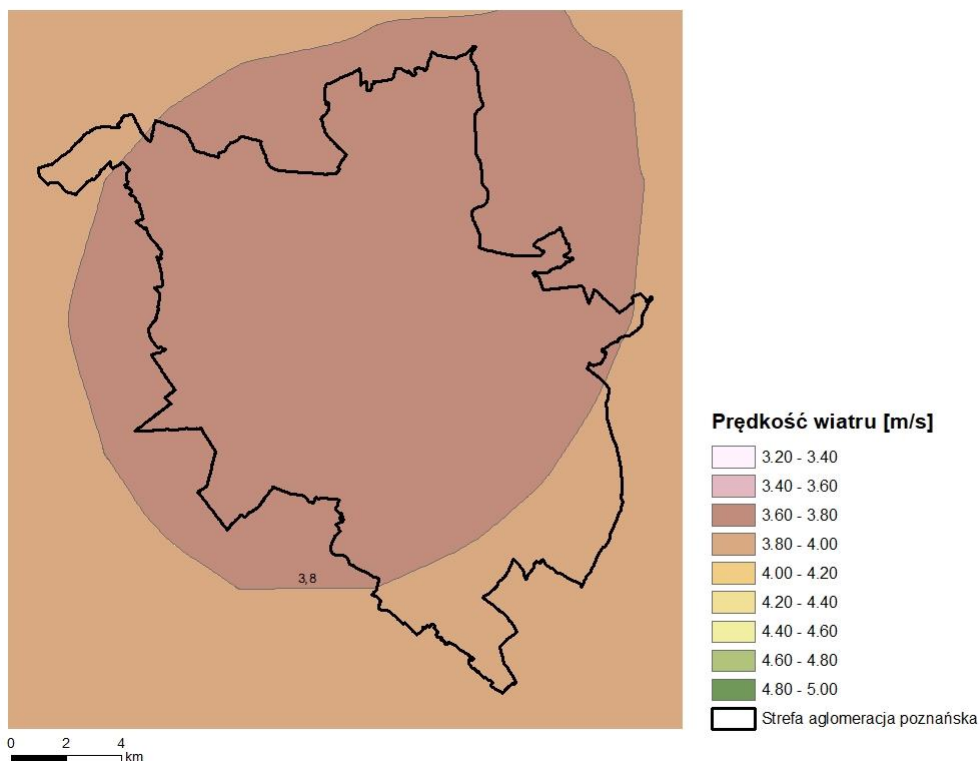 3,8
Prędkość wiatru [m/s]
3.20 - 3.40
3.40 - 3.60
3.60 - 3.80
3.80 - 4.00
4.00 - 4.20
4.20 - 4.40
4.40 - 4.60
4.60 - 4.80
4.80 - 5.00
Strefa aglomeracja poznańska
0 2 4
km